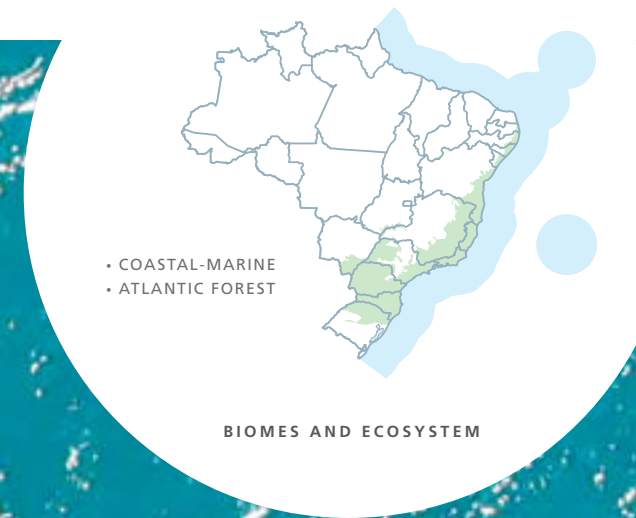 • COASTAL-MARINE
• ATLANTIC FOREST
BIOMES AND ECOSYSTEM